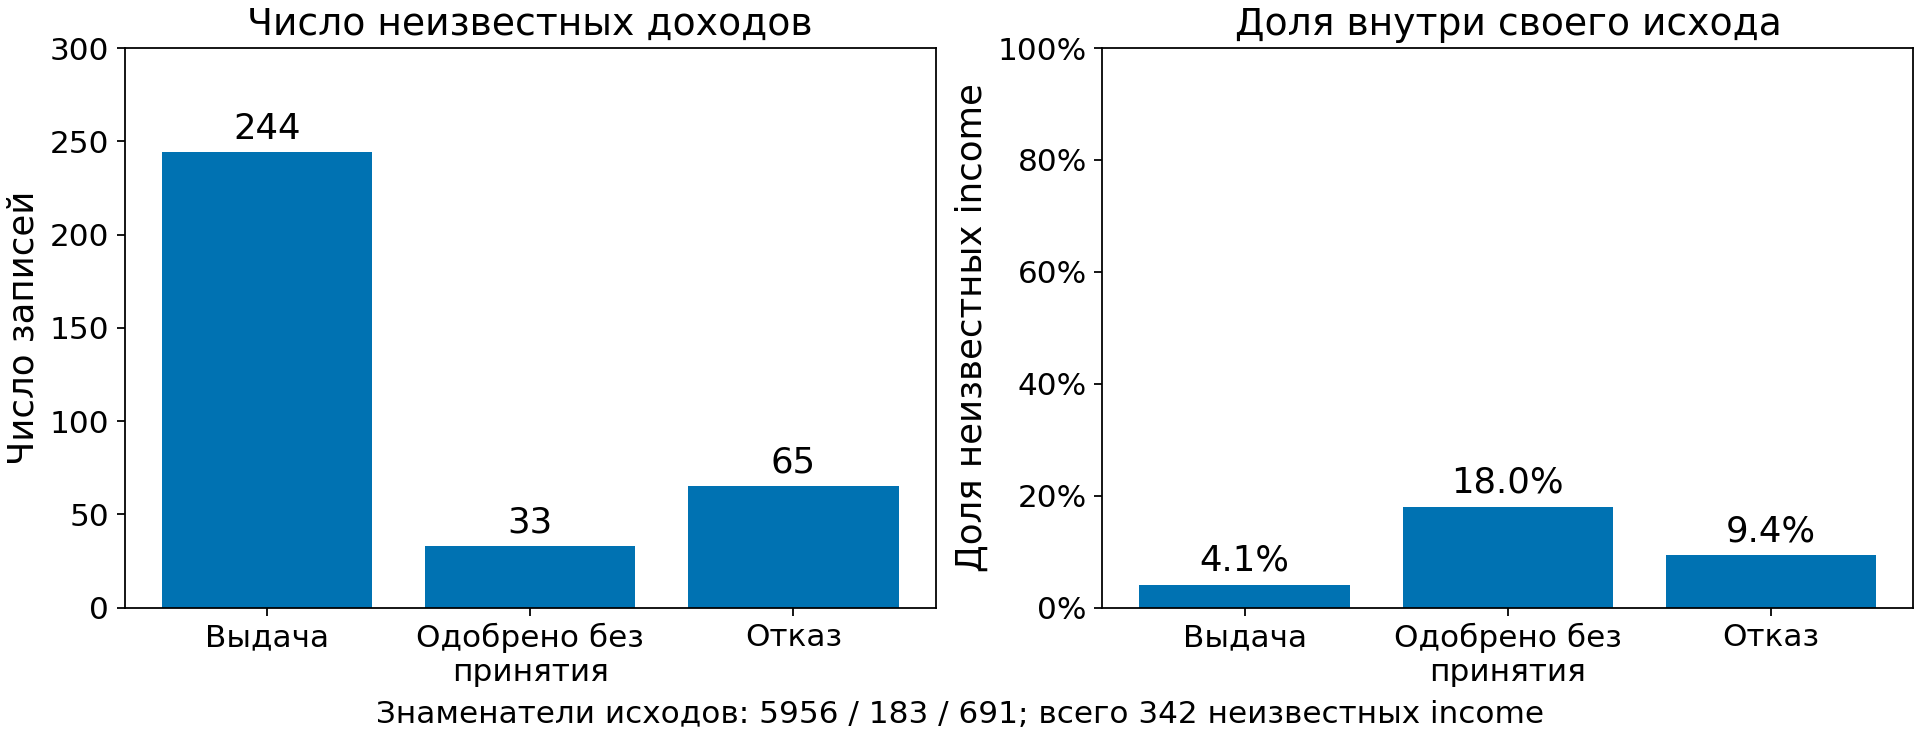 Число неизвестных доходов
Число записей
300
250
200
150
100
50
0
244
33
65
Выдача
Одобрено без
принятия
Отказ
Доля внутри своего исхода
Доля неизвестных income
100%
80%
60%
40%
20%
0%
4.1%
18.0%
9.4%
Выдача
Одобрено без
принятия
Отказ
Знаменатели исходов: 5956 / 183 / 691; всего 342 неизвестных income